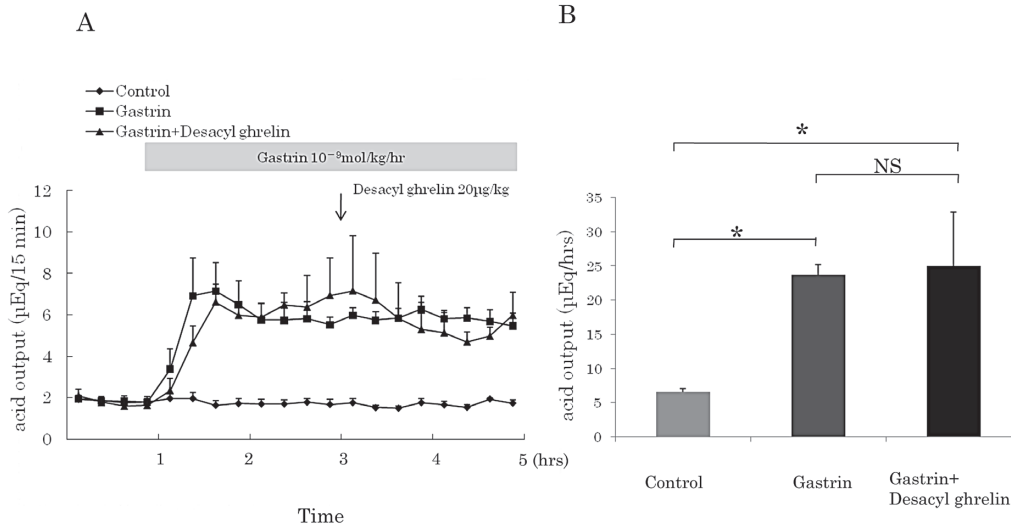 A
Control
Gastrin
Gastrin+Desacyl ghrelin
Gastrin 10⁻⁹mol/kg/hr
Desacyl ghrelin 20µg/kg
acid output (µEq/15 min)
12
10
8
6
4
2
0
1 2 3 4 5 (hrs)
Time
B
*
NS
*
acid output (µEq/hrs)
35
30
25
20
15
10
5
0
Control
Gastrin
Gastrin+
Desacyl ghrelin